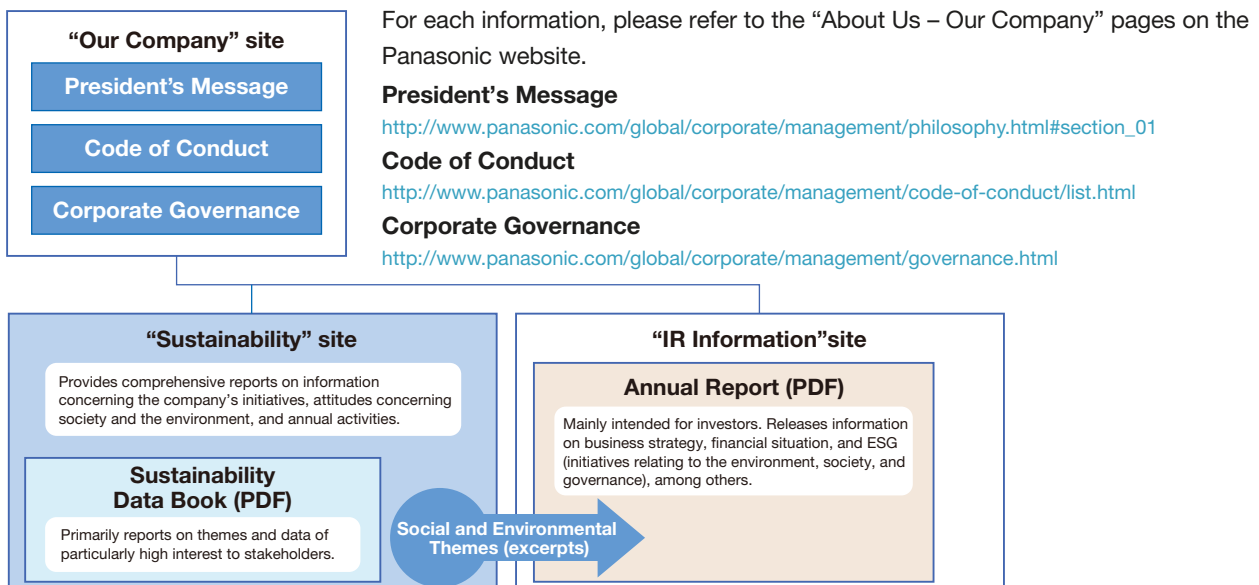 “Our Company” site
President’s Message
Code of Conduct
Corporate Governance
For each information, please refer to the “About Us – Our Company” pages on the
Panasonic website.
President’s Message
http://www.panasonic.com/global/corporate/management/philosophy.html#section_01
Code of Conduct
http://www.panasonic.com/global/corporate/management/code-of-conduct/list.html
Corporate Governance
http://www.panasonic.com/global/corporate/management/governance.html
“Sustainability” site
Provides comprehensive reports on information
concerning the company’s initiatives, attitudes concerning
society and the environment, and annual activities.
Sustainability
Data Book (PDF)
Primarily reports on themes and data of
particularly high interest to stakeholders.
Social and Environmental
Themes (excerpts)
“IR Information”site
Annual Report (PDF)
Mainly intended for investors. Releases information
on business strategy, financial situation, and ESG
(initiatives relating to the environment, society, and
governance), among others.